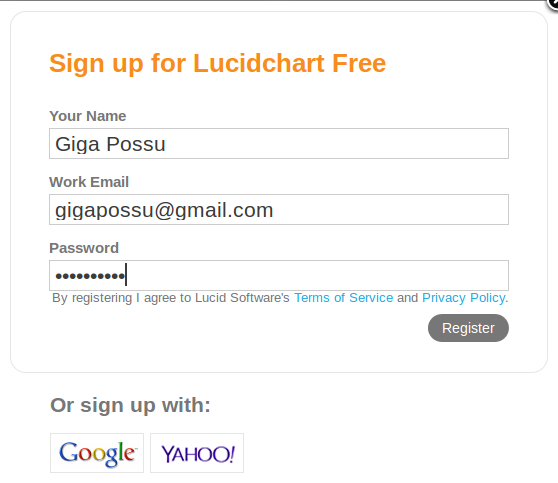 Sign up for Lucidchart Free
Your Name
Giga Possu
Work Email
gigapossu@gmail.com
Password
••••••••••
By registering I agree to Lucid Software's Terms of Service and Privacy Policy.
Register
Or sign up with:
Google YAHOO!